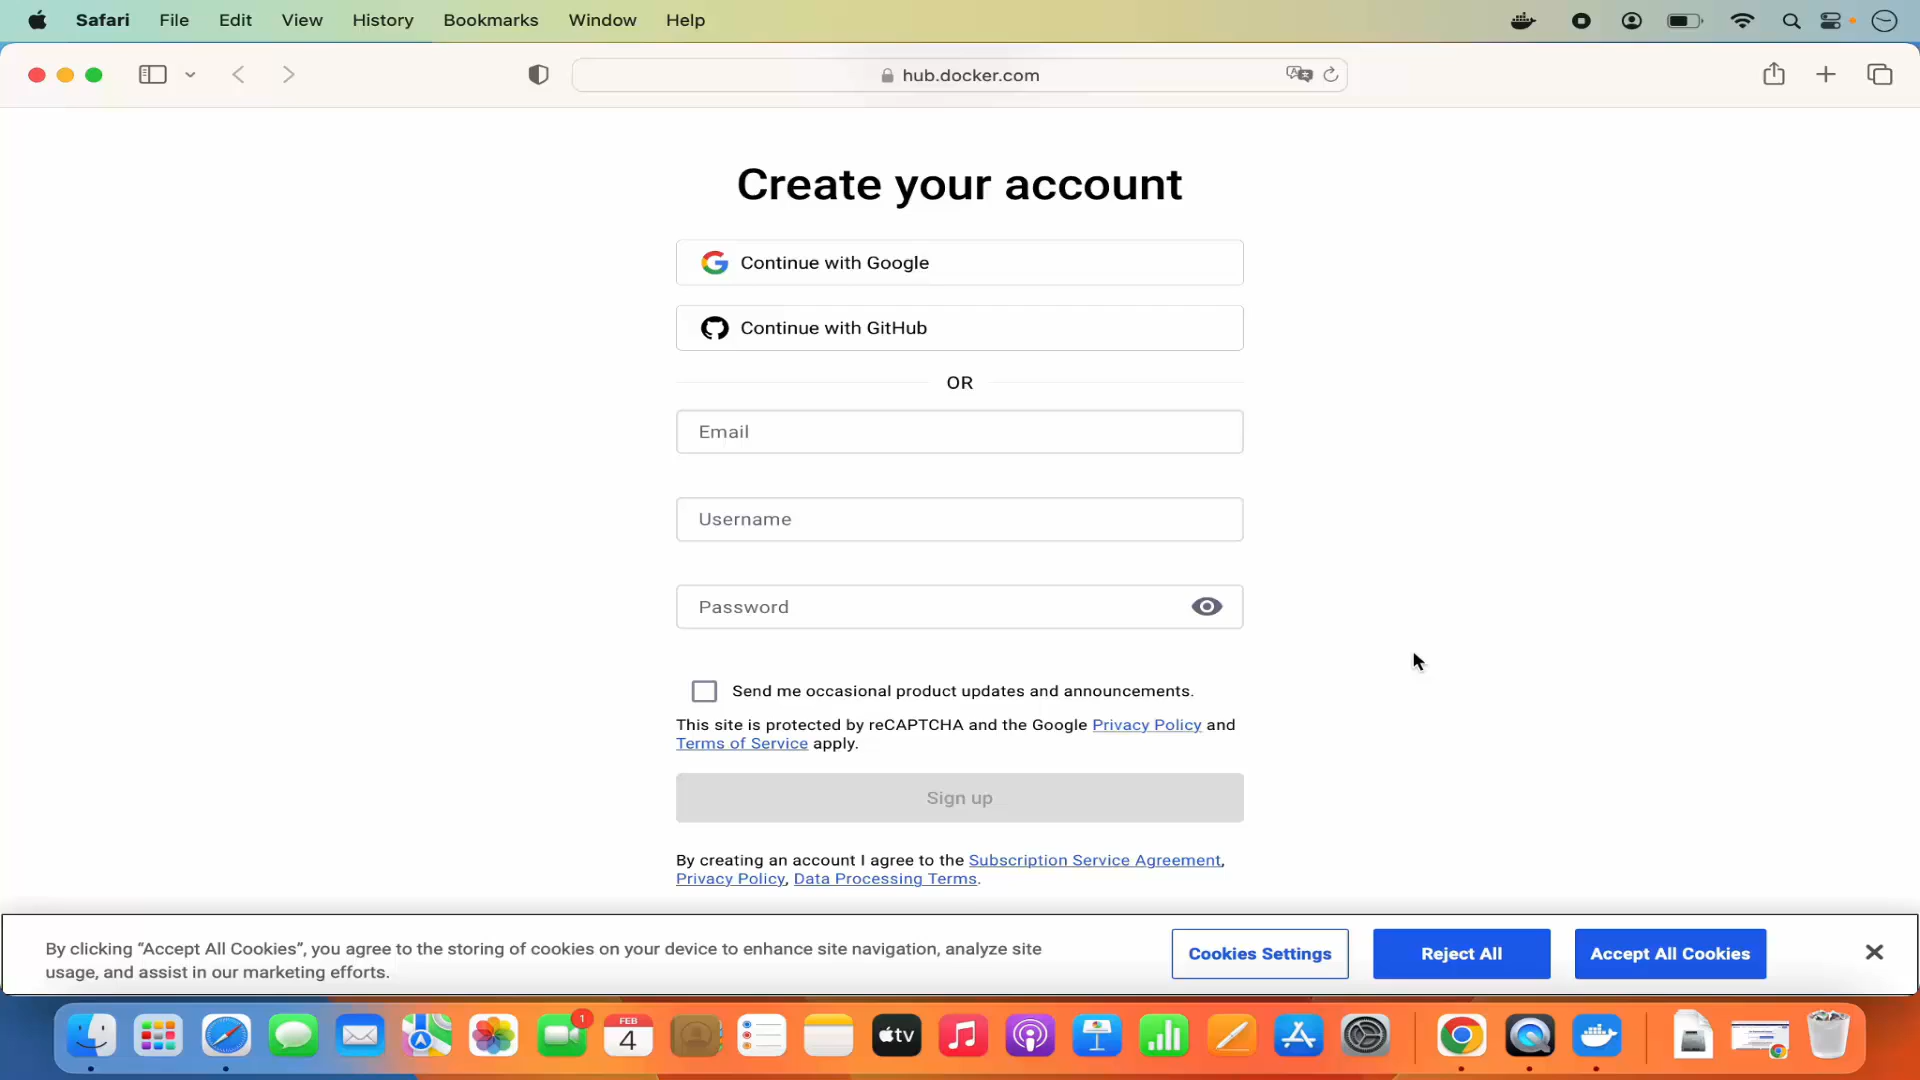 Safari File Edit View History Bookmarks Window Help
hub.docker.com
Create your account
Continue with Google
Continue with GitHub
OR
Email
Username
Password
Send me occasional product updates and announcements.
This site is protected by reCAPTCHA and the Google Privacy Policy and
Terms of Service apply.
Sign up
By creating an account I agree to the Subscription Service Agreement,
Privacy Policy, Data Processing Terms.
By clicking “Accept All Cookies”, you agree to the storing of cookies on your device to enhance site navigation, analyze site
usage, and assist in our marketing efforts.
Cookies Settings
Reject All
Accept All Cookies
1
FEB
4
tv